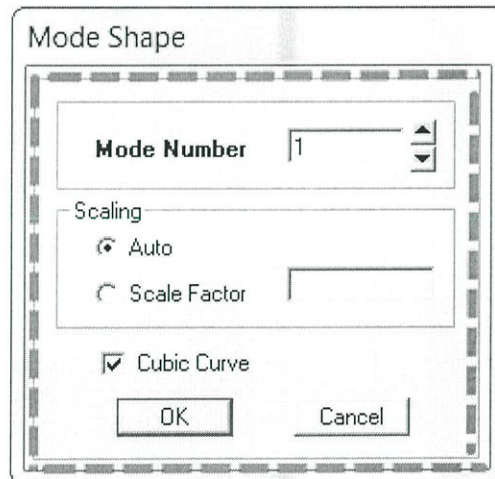 Mode Shape
Mode Number 1
Scaling
Auto
Scale Factor
Cubic Curve
OK Cancel